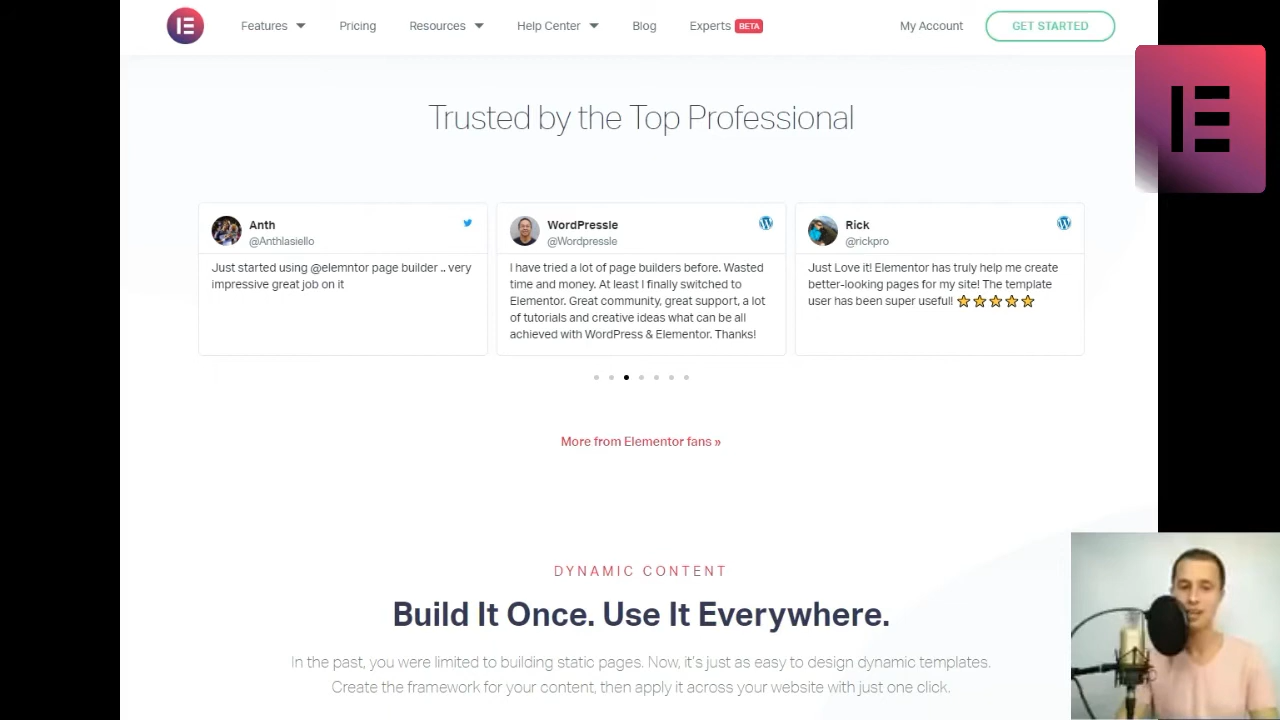 Features
Pricing
Resources
Help Center
Blog
Experts BETA
My Account
GET STARTED
Trusted by the Top Professional
Anth
@Anthlasiello
Just started using @elemntor page builder .. very
impressive great job on it
WordPressle
@Wordpressle
I have tried a lot of page builders before. Wasted
time and money. At least I finally switched to
Elementor. Great community, great support, a lot
of tutorials and creative ideas what can be all
achieved with WordPress & Elementor. Thanks!
Rick
@rickpro
Just Love it! Elementor has truly help me create
better-looking pages for my site! The template
user has been super useful! ⭐⭐⭐⭐⭐
More from Elementor fans »
DYNAMIC CONTENT
Build It Once. Use It Everywhere.
In the past, you were limited to building static pages. Now, it's just as easy to design dynamic templates.
Create the framework for your content, then apply it across your website with just one click.